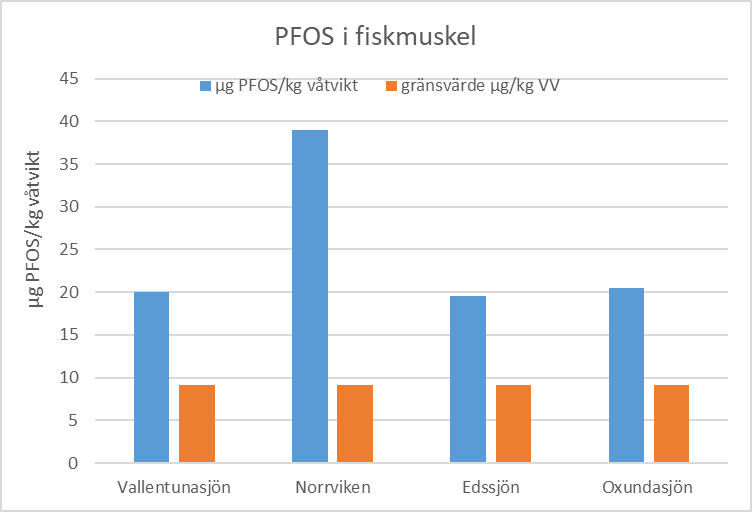 PFOS i fiskmuskel
µg PFOS/kg våtvikt
gränsvärde µg/kg VV
µg PFOS/kg våtvikt
45
40
35
30
25
20
15
10
5
0
Vallentunasjön
Norrviken
Edssjön
Oxundasjön